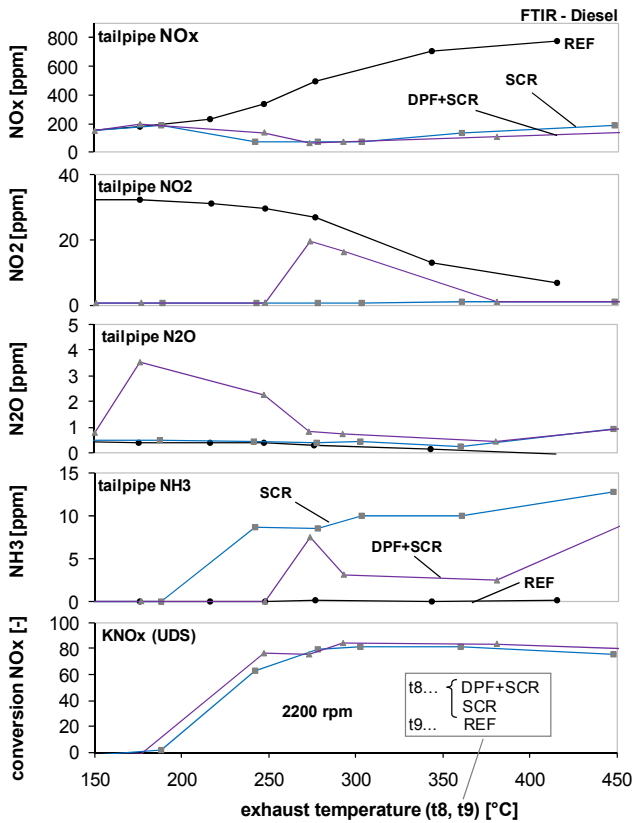 FTIR - Diesel
tailpipe NOx
NOx [ppm]
800
600
400
200
0
REF
SCR
DPF+SCR
tailpipe NO2
NO2 [ppm]
40
20
0
tailpipe N2O
N2O [ppm]
5
4
3
2
1
0
tailpipe NH3
NH3 [ppm]
15
10
5
0
SCR
DPF+SCR
REF
KNOx (UDS)
conversion NOx [-]
100
80
60
40
20
0
2200 rpm
t8... { DPF+SCR
SCR
t9... REF
150 200 250 300 350 400 450
exhaust temperature (t8, t9) [°C]